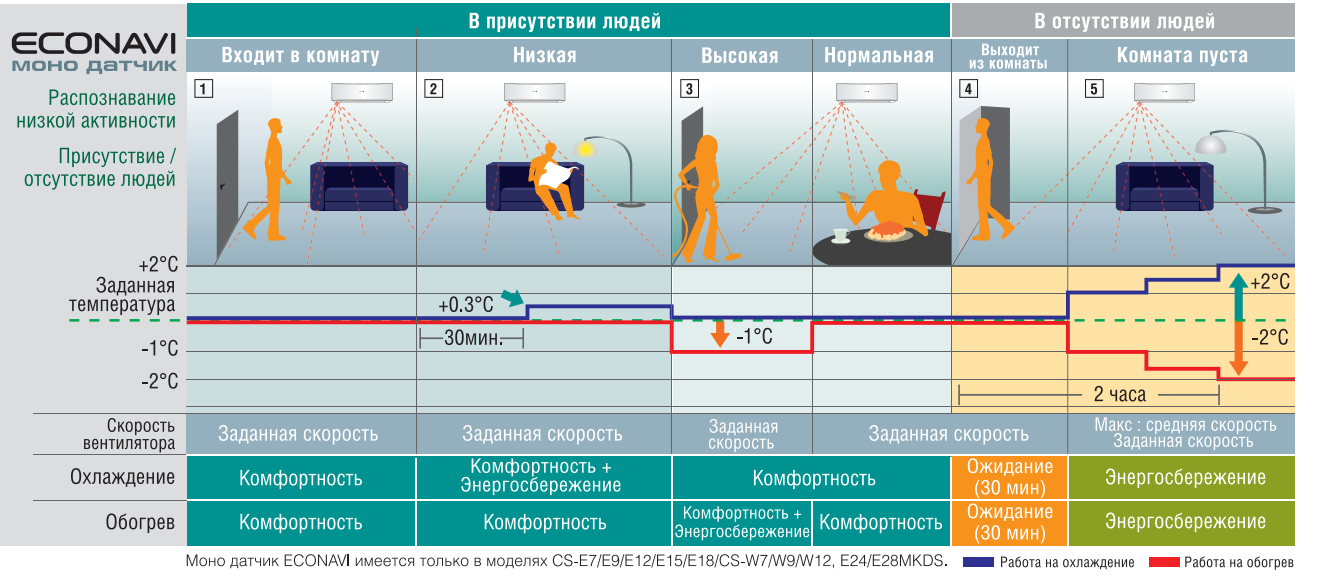 ECONAVI
МОНО ДАТЧИК
Распознавание
низкой активности
Присутствие /
отсутствие людей
В присутствии людей
В отсутствии людей
Входит в комнату
Низкая
Высокая
Нормальная
Выходит
из комнаты
Комната пуста
1
2
3
4
5
+2°C
Заданная
температура
-1°C
-2°C
+0.3°C
30мин.
-1°C
+2°C
-2°C
2 часа
Скорость
вентилятора
Заданная скорость
Заданная скорость
Заданная
скорость
Заданная скорость
Макс : средняя скорость
Заданная скорость
Охлаждение
Комфортность
Комфортность +
Энергосбережение
Комфортность
Ожидание
(30 мин)
Энергосбережение
Обогрев
Комфортность
Комфортность
Комфортность +
Энергосбережение
Комфортность
Ожидание
(30 мин)
Энергосбережение
Моно датчик ECONAVI имеется только в моделях CS-E7/E9/E12/E15/E18/CS-W7/W9/W12, E24/E28MKDS.
Работа на охлаждение
Работа на обогрев